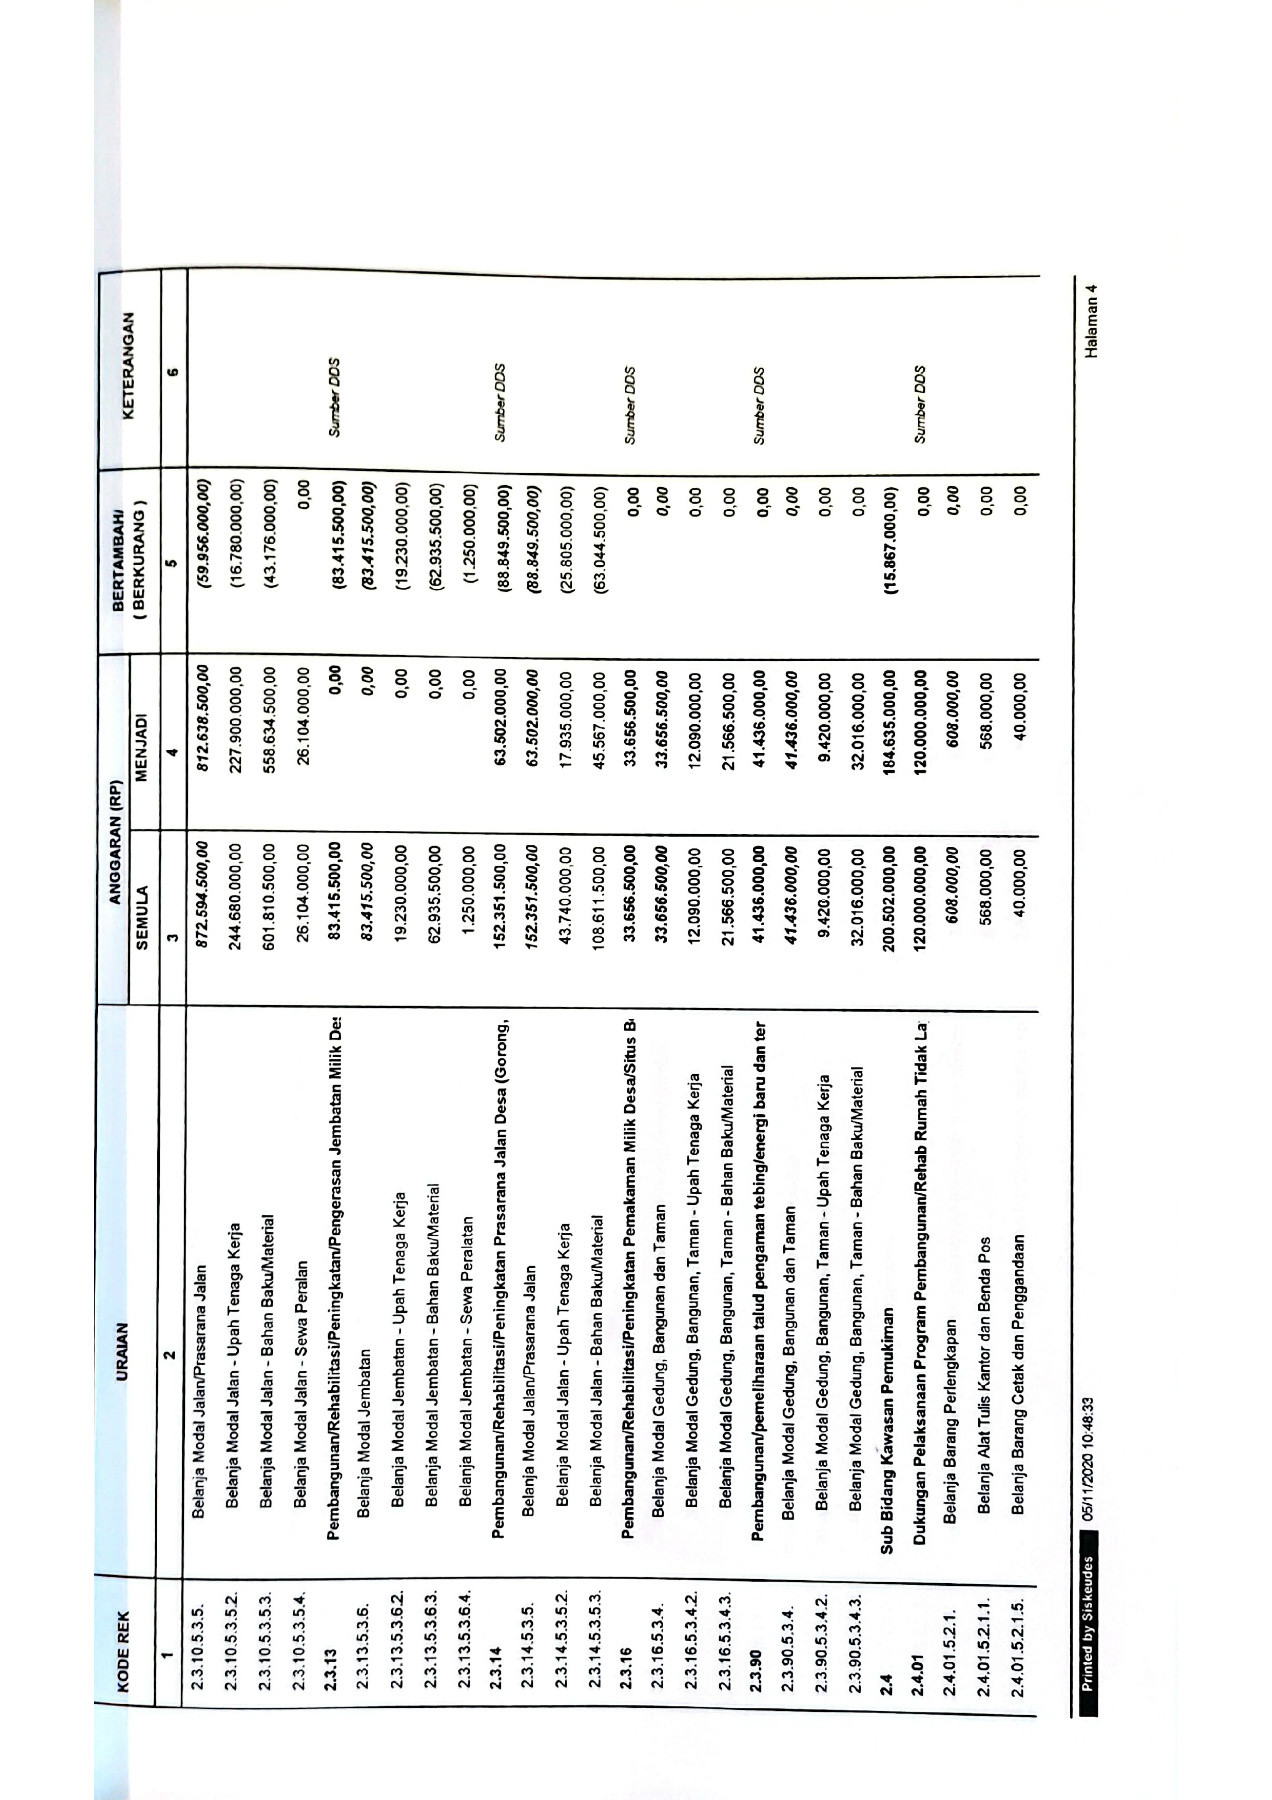 KODE REK URAIAN ANGGARAN (RP) BERTAMBAH/ ( BERKURANG ) KETERANGAN
SEMULA MENJADI
1 2 3 4 5 6
2.3.10.5.3.5. Belanja Modal Jalan/Prasarana Jalan 872.594.500,00 812.638.500,00 (59.956.000,00)
2.3.10.5.3.5.2. Belanja Modal Jalan - Upah Tenaga Kerja 244.680.000,00 227.900.000,00 (16.780.000,00)
2.3.10.5.3.5.3. Belanja Modal Jalan - Bahan Baku/Material 601.810.500,00 558.634.500,00 (43.176.000,00)
2.3.10.5.3.5.4. Belanja Modal Jalan - Sewa Peralan 26.104.000,00 26.104.000,00 0,00
2.3.13 Pembangunan/Rehabilitasi/Peningkatan/Pengerasan Jembatan Milik Des 83.415.500,00 0,00 (83.415.500,00) Sumber DDS
2.3.13.5.3.6. Belanja Modal Jembatan 83.415.500,00 0,00 (83.415.500,00)
2.3.13.5.3.6.2. Belanja Modal Jembatan - Upah Tenaga Kerja 19.230.000,00 0,00 (19.230.000,00)
2.3.13.5.3.6.3. Belanja Modal Jembatan - Bahan Baku/Material 62.935.500,00 0,00 (62.935.500,00)
2.3.13.5.3.6.4. Belanja Modal Jembatan - Sewa Peralatan 1.250.000,00 0,00 (1.250.000,00)
2.3.14 Pembangunan/Rehabilitasi/Peningkatan Prasarana Jalan Desa (Gorong, 152.351.500,00 63.502.000,00 (88.849.500,00) Sumber DDS
2.3.14.5.3.5. Belanja Modal Jalan/Prasarana Jalan 152.351.500,00 63.502.000,00 (88.849.500,00)
2.3.14.5.3.5.2. Belanja Modal Jalan - Upah Tenaga Kerja 43.740.000,00 17.935.000,00 (25.805.000,00)
2.3.14.5.3.5.3. Belanja Modal Jalan - Bahan Baku/Material 108.611.500,00 45.567.000,00 (63.044.500,00)
2.3.16 Pembangunan/Rehabilitasi/Peningkatan Pemakaman Milik Desa/Situs 33.656.500,00 33.656.500,00 0,00 Sumber DDS
2.3.16.5.3.4. Belanja Modal Gedung, Bangunan dan Taman 33.656.500,00 33.656.500,00 0,00
2.3.16.5.3.4.2. Belanja Modal Gedung, Bangunan, Taman - Upah Tenaga Kerja 12.090.000,00 12.090.000,00 0,00
2.3.16.5.3.4.3. Belanja Modal Gedung, Bangunan, Taman - Bahan Baku/Material 21.566.500,00 21.566.500,00 0,00
2.3.90 Pembangunan/pemeliharaan talud pengaman tebing/energi baru dan ter 41.436.000,00 41.436.000,00 0,00 Sumber DDS
2.3.90.5.3.4. Belanja Modal Gedung, Bangunan dan Taman 41.436.000,00 41.436.000,00 0,00
2.3.90.5.3.4.2. Belanja Modal Gedung, Bangunan, Taman - Upah Tenaga Kerja 9.420.000,00 9.420.000,00 0,00
2.3.90.5.3.4.3. Belanja Modal Gedung, Bangunan, Taman - Bahan Baku/Material 32.016.000,00 32.016.000,00 0,00
2.4 Sub Bidang Kawasan Pemukiman 200.502.000,00 184.635.000,00 (15.867.000,00)
2.4.01 Dukungan Pelaksanaan Program Pembangunan/Rehab Rumah Tidak La 120.000.000,00 120.000.000,00 0,00 Sumber DDS
2.4.01.5.2.1. Belanja Barang Perlengkapan 608.000,00 608.000,00 0,00
2.4.01.5.2.1.1. Belanja Alat Tulis Kantor dan Benda Pos 568.000,00 568.000,00 0,00
2.4.01.5.2.1.5. Belanja Barang Cetak dan Penggandaan 40.000,00 40.000,00 0,00
Printed by Siskeudes 05/11/2020 10:48:33 Halaman 4